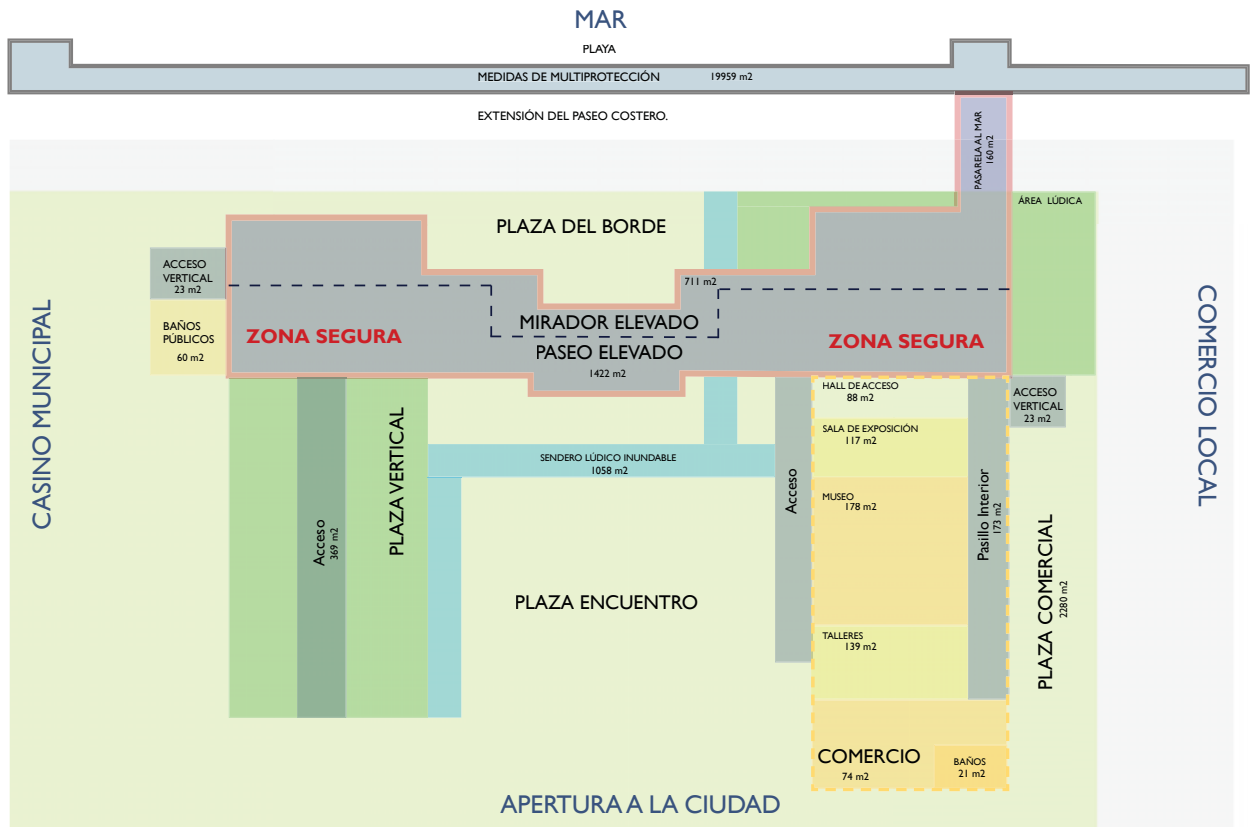 MAR
PLAYA
MEDIDAS DE MULTIPROTECCIÓN 19959 m2
EXTENSIÓN DEL PASEO COSTERO.
PASARELA AL MAR
160 m2
ÁREA LÚDICA
PLAZA DEL BORDE
ACCESO
VERTICAL
23 m2
711 m2
BAÑOS
PÚBLICOS
60 m2
ZONA SEGURA
MIRADOR ELEVADO
PASEO ELEVADO
1422 m2
ZONA SEGURA
CASINO MUNICIPAL
COMERCIO LOCAL
HALL DE ACCESO
88 m2
ACCESO
VERTICAL
23 m2
SALA DE EXPOSICIÓN
117 m2
PLAZA VERTICAL
SENDERO LÚDICO INUNDABLE
1058 m2
Acceso
369 m2
Acceso
MUSEO
178 m2
Pasillo Interior
173 m2
PLAZA COMERCIAL
2280 m2
PLAZA ENCUENTRO
TALLERES
139 m2
COMERCIO
74 m2
BAÑOS
21 m2
APERTURA A LA CIUDAD